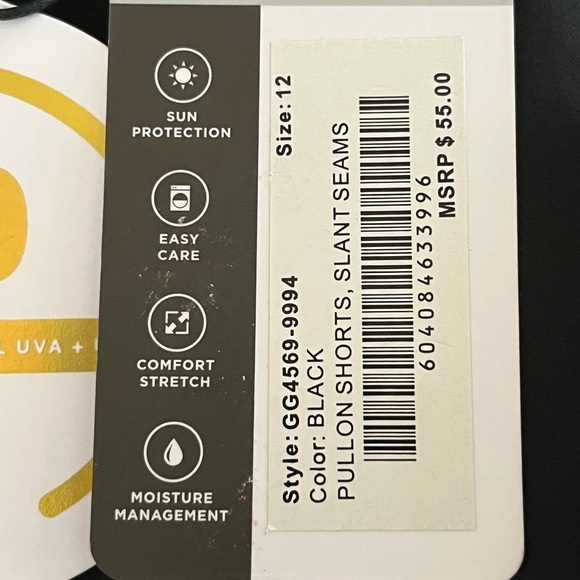 SUN
PROTECTION
EASY
CARE
COMFORT
STRETCH
MOISTURE
MANAGEMENT
UVA +
Style: GG4569-9994 Size: 12
Color: BLACK
PULLON SHORTS, SLANT SEAMS
604084633996
MSRP $ 55.00